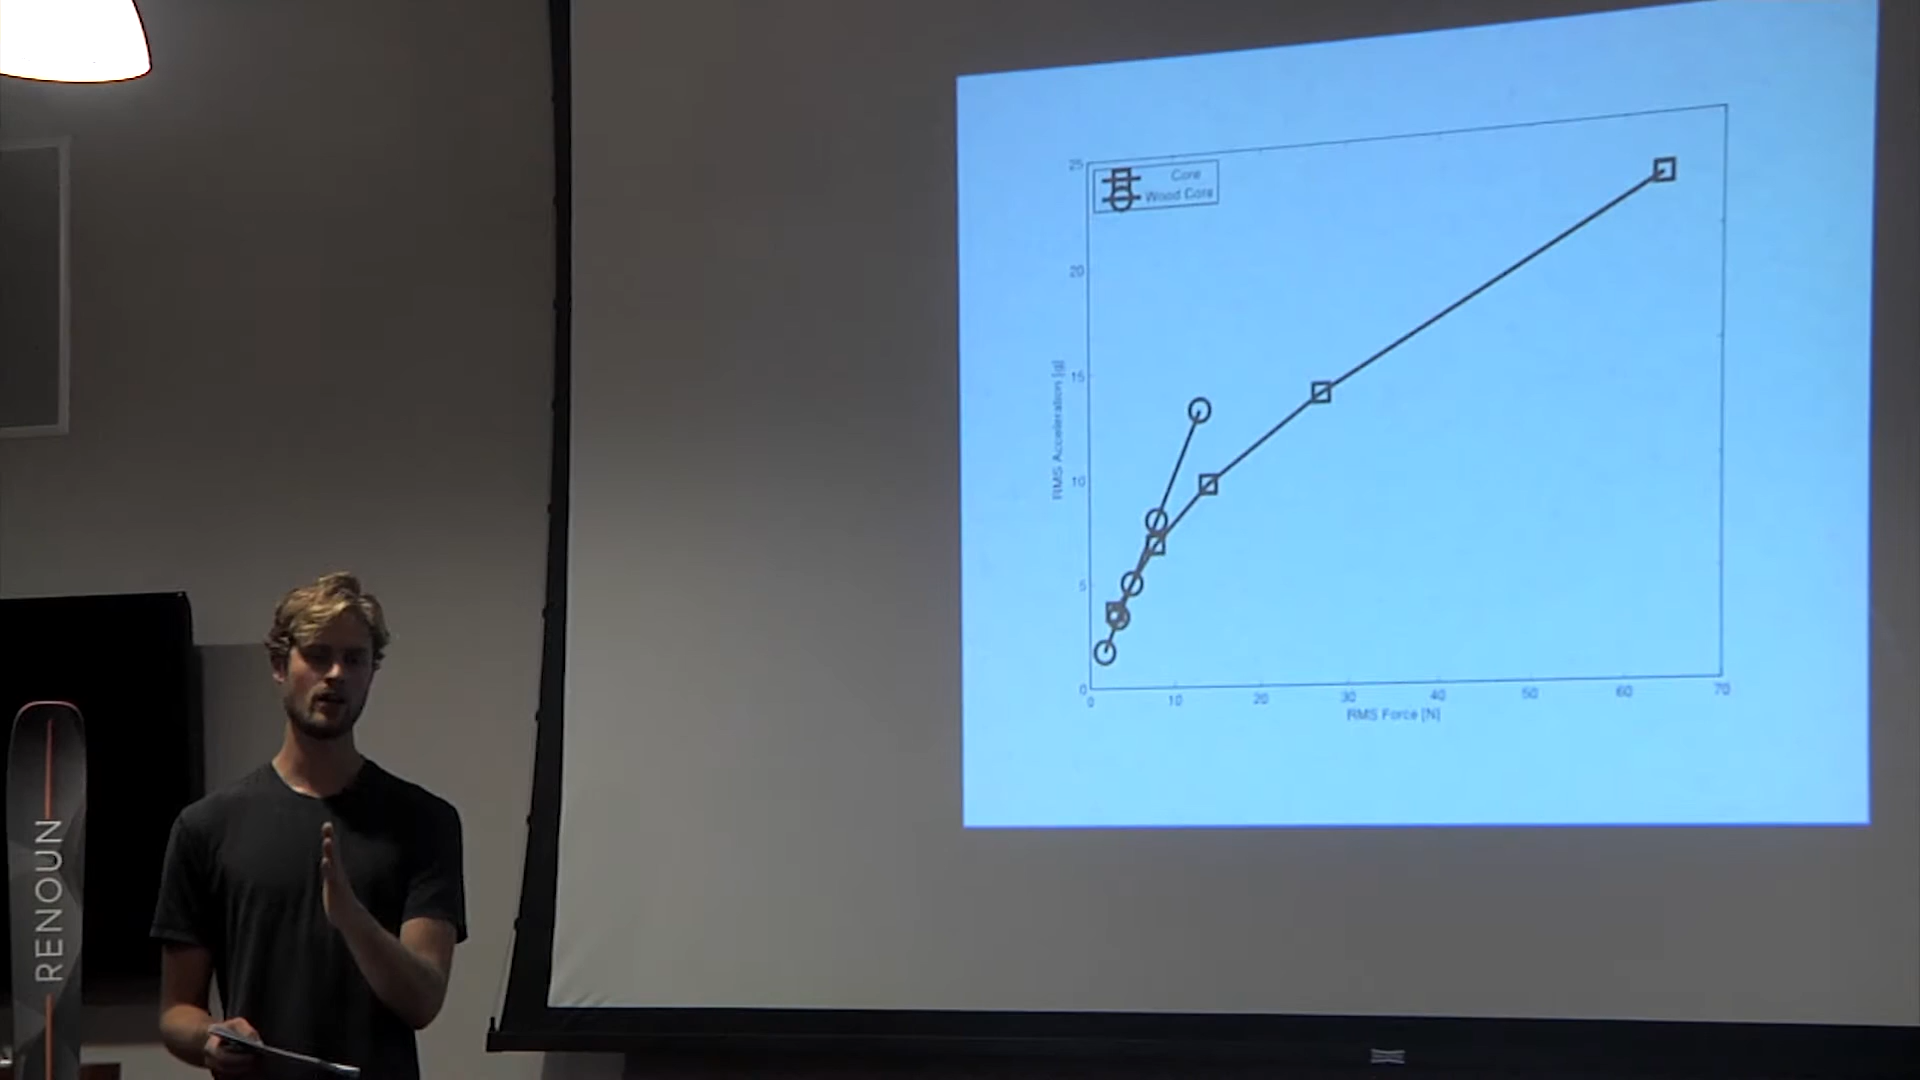 25
Core
Wood Core
20
15
10
5
0
RMS Acceleration [g]
0 10 20 30 40 50 60 70
RMS Force [N]
RENOUN